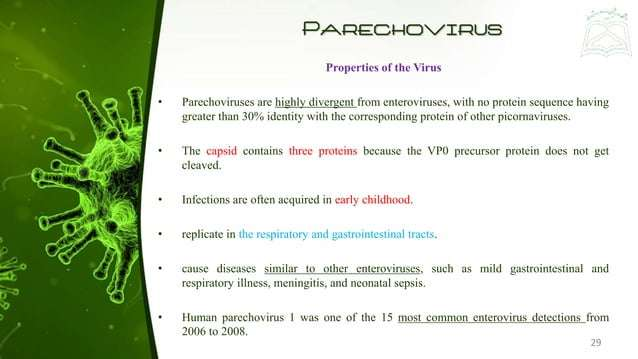 PARECHOVIRUS
Properties of the Virus
• Parechoviruses are highly divergent from enteroviruses, with no protein sequence having
greater than 30% identity with the corresponding protein of other picornaviruses.
• The capsid contains three proteins because the VP0 precursor protein does not get
cleaved.
• Infections are often acquired in early childhood.
• replicate in the respiratory and gastrointestinal tracts.
• cause diseases similar to other enteroviruses, such as mild gastrointestinal and
respiratory illness, meningitis, and neonatal sepsis.
• Human parechovirus 1 was one of the 15 most common enterovirus detections from
2006 to 2008.
29